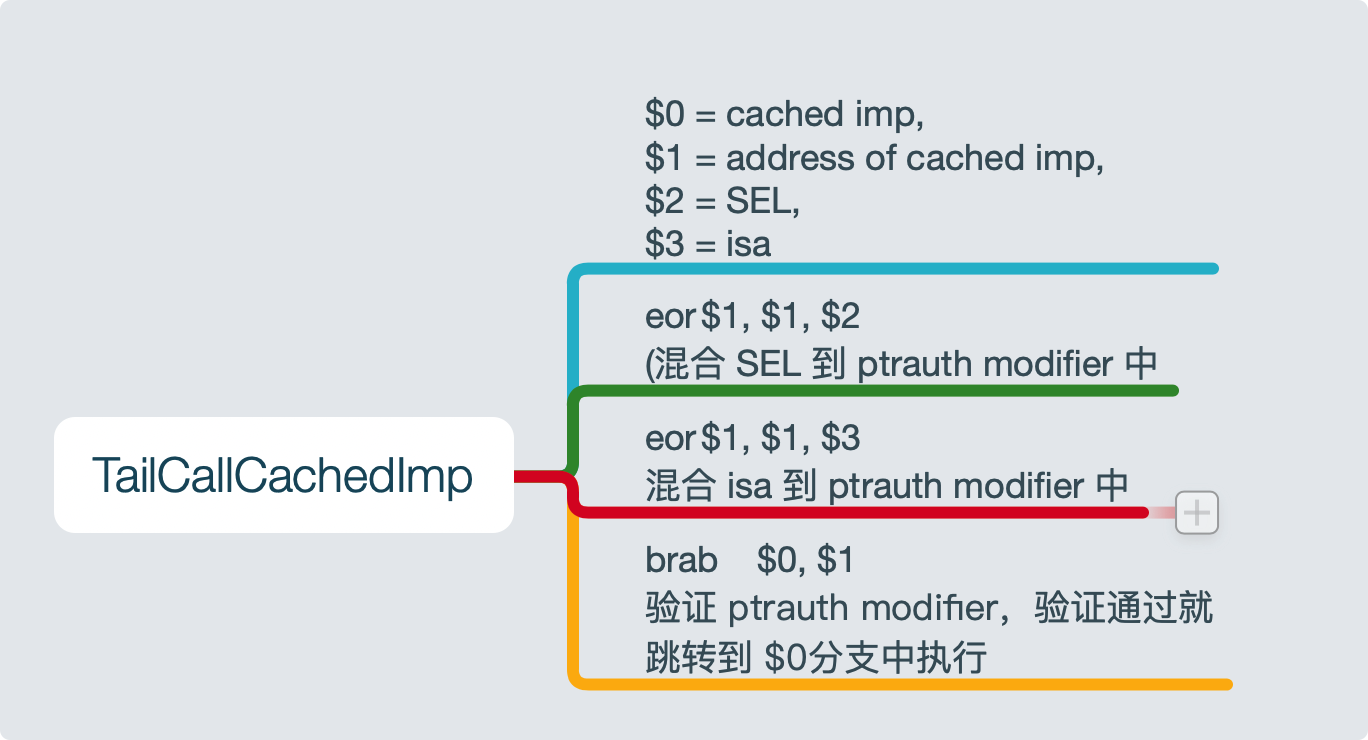 $0 = cached imp,
$1 = address of cached imp,
$2 = SEL,
$3 = isa
eor $1, $1, $2
(混合 SEL 到 ptrauth modifier 中
TailCallCachedImp
eor $1, $1, $3
混合 isa 到 ptrauth modifier 中
brab $0, $1
验证 ptrauth modifier，验证通过就
跳转到 $0分支中执行